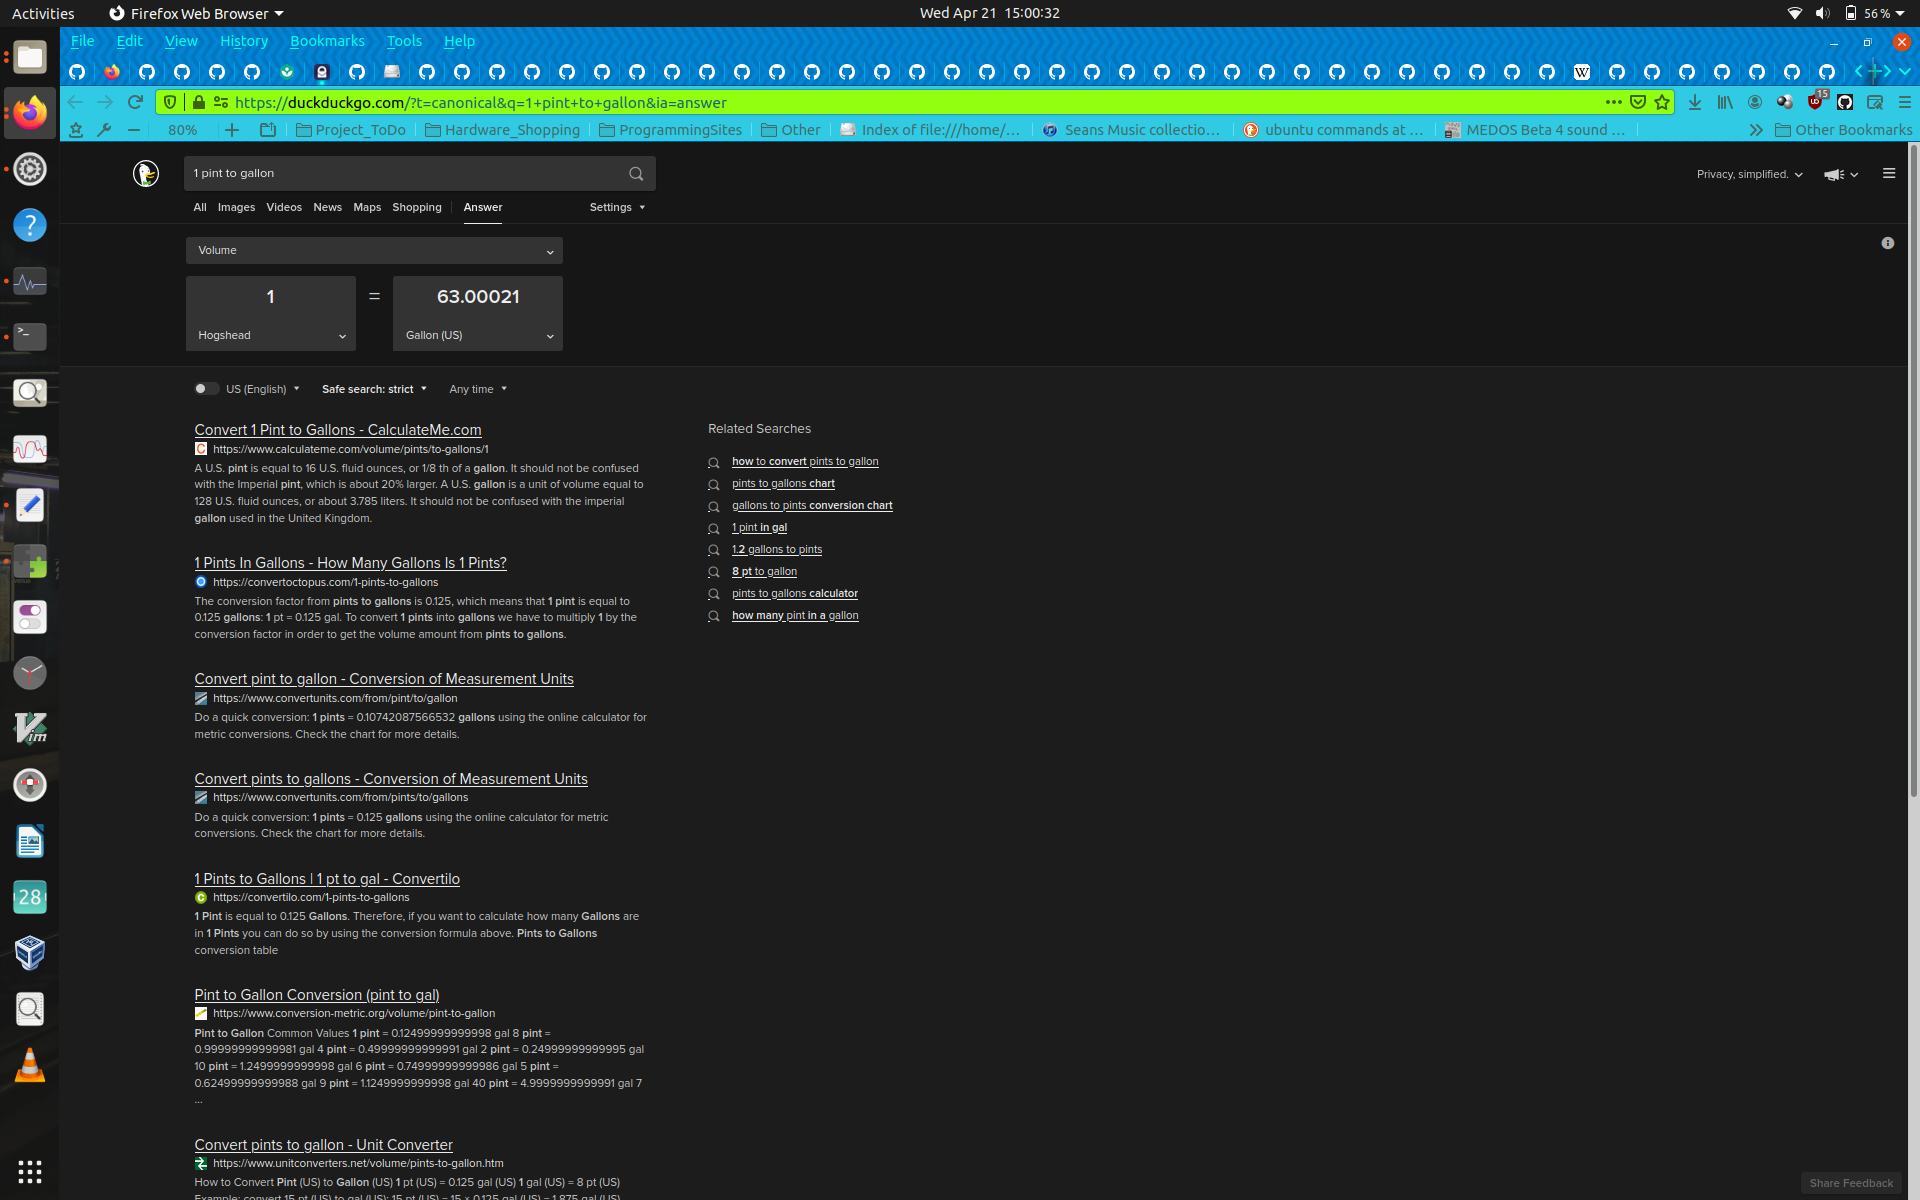 Activities
Firefox Web Browser
Wed Apr 21 15:00:32
56 %
File Edit View History Bookmarks Tools Help
W
https://duckduckgo.com/?t=canonical&q=1+pint+to+gallon&ia=answer
15
80%
Project_ToDo
Hardware_Shopping
ProgrammingSites
Other
Index of file:///home/...
Seans Music collectio...
ubuntu commands at ...
MEDOS Beta 4 sound ...
Other Bookmarks
1 pint to gallon
Privacy, simplified.
All Images Videos News Maps Shopping Answer Settings
Volume
1 = 63.00021
Hogshead Gallon (US)
US (English) Safe search: strict Any time
Convert 1 Pint to Gallons - CalculateMe.com
https://www.calculateme.com/volume/pints/to-gallons/1
A U.S. pint is equal to 16 U.S. fluid ounces, or 1/8 th of a gallon. It should not be confused
with the Imperial pint, which is about 20% larger. A U.S. gallon is a unit of volume equal to
128 U.S. fluid ounces, or about 3.785 liters. It should not be confused with the imperial
gallon used in the United Kingdom.
1 Pints In Gallons - How Many Gallons Is 1 Pints?
https://convertoctopus.com/1-pints-to-gallons
The conversion factor from pints to gallons is 0.125, which means that 1 pint is equal to
0.125 gallons: 1 pt = 0.125 gal. To convert 1 pints into gallons we have to multiply 1 by the
conversion factor in order to get the volume amount from pints to gallons.
Convert pint to gallon - Conversion of Measurement Units
https://www.convertunits.com/from/pint/to/gallon
Do a quick conversion: 1 pints = 0.10742087566532 gallons using the online calculator for
metric conversions. Check the chart for more details.
Convert pints to gallons - Conversion of Measurement Units
https://www.convertunits.com/from/pints/to/gallons
Do a quick conversion: 1 pints = 0.125 gallons using the online calculator for metric
conversions. Check the chart for more details.
1 Pints to Gallons | 1 pt to gal - Convertilo
https://convertilo.com/1-pints-to-gallons
1 Pint is equal to 0.125 Gallons. Therefore, if you want to calculate how many Gallons are
in 1 Pints you can do so by using the conversion formula above. Pints to Gallons
conversion table
Pint to Gallon Conversion (pint to gal)
https://www.conversion-metric.org/volume/pint-to-gallon
Pint to Gallon Common Values 1 pint = 0.12499999999998 gal 8 pint =
0.99999999999981 gal 4 pint = 0.49999999999991 gal 2 pint = 0.24999999999995 gal
10 pint = 1.2499999999998 gal 6 pint = 0.74999999999986 gal 5 pint =
0.62499999999988 gal 9 pint = 1.1249999999998 gal 40 pint = 4.9999999999991 gal 7
...
Convert pints to gallon - Unit Converter
https://www.unitconverters.net/volume/pints-to-gallon.htm
How to Convert Pint (US) to Gallon (US) 1 pt (US) = 0.125 gal (US) 1 gal (US) = 8 pt (US)
Example: convert 15 pt (US) to gal (US): 15 pt (US) = 15 × 0.125 gal (US) = 1.875 gal (US)
Related Searches
how to convert pints to gallon
pints to gallons chart
gallons to pints conversion chart
1 pint in gal
1.2 gallons to pints
8 pt to gallon
pints to gallons calculator
how many pint in a gallon
Vim
28
Share Feedback